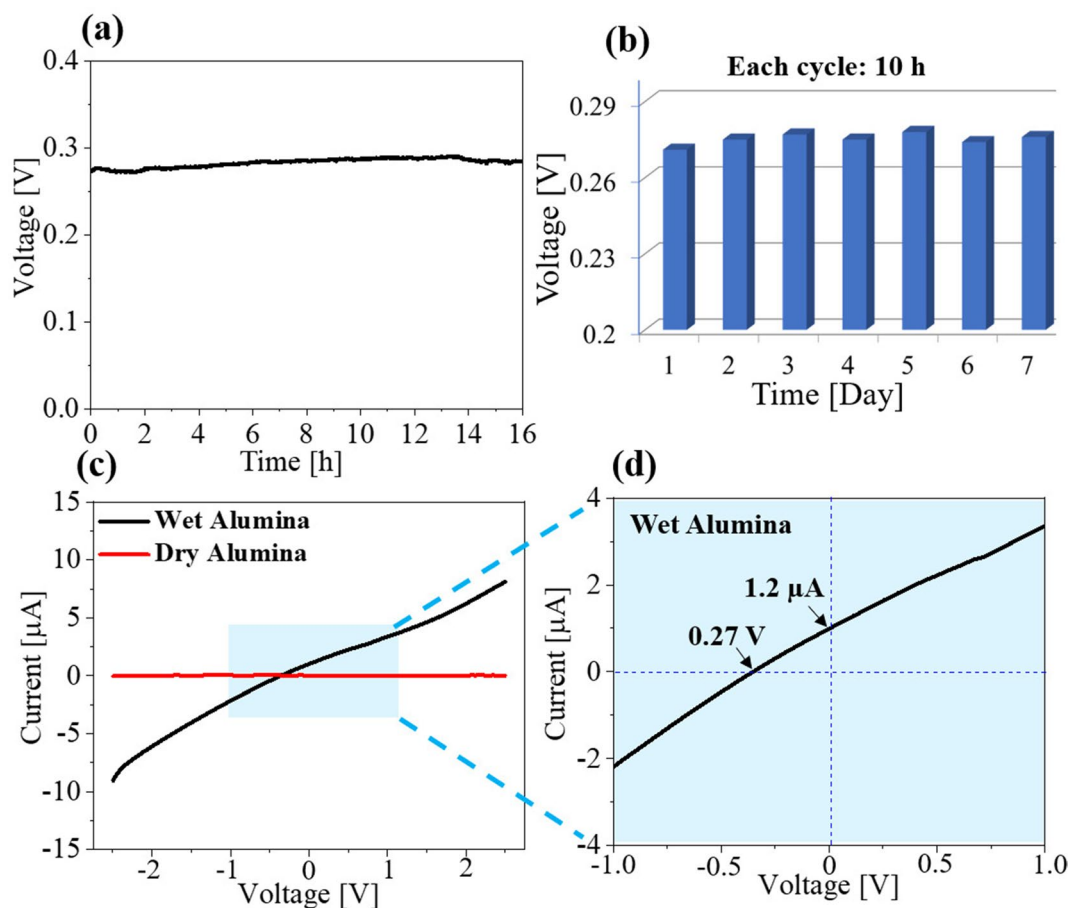 (a)
0.4
0.3
0.2
0.1
0.0
Voltage [V]
0 2 4 6 8 10 12 14 16
Time [h]
(b)
Each cycle: 10 h
0.29
0.26
0.23
0.2
Voltage [V]
1 2 3 4 5 6 7
Time [Day]
(c)
15
10
5
0
-5
-10
-15
Current [µA]
Wet Alumina
Dry Alumina
-2 -1 0 1 2
Voltage [V]
(d)
4
2
0
-2
-4
Current [µA]
Wet Alumina
1.2 µA
0.27 V
-1.0 -0.5 0 0.5 1.0
Voltage [V]